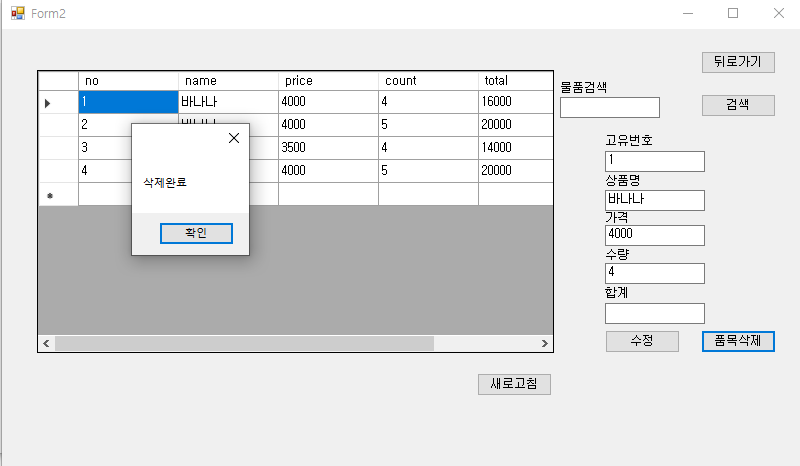 Form2
뒤로가기
no name price count total
물품검색
1 바나나 4000 4 16000
검색
2 4000 5 20000
고유번호
3 3500 4 14000
1
4 4000 5 20000
상품명
삭제완료
바나나
*
가격
확인
4000
수량
4
합계
수정 품목삭제
새로고침